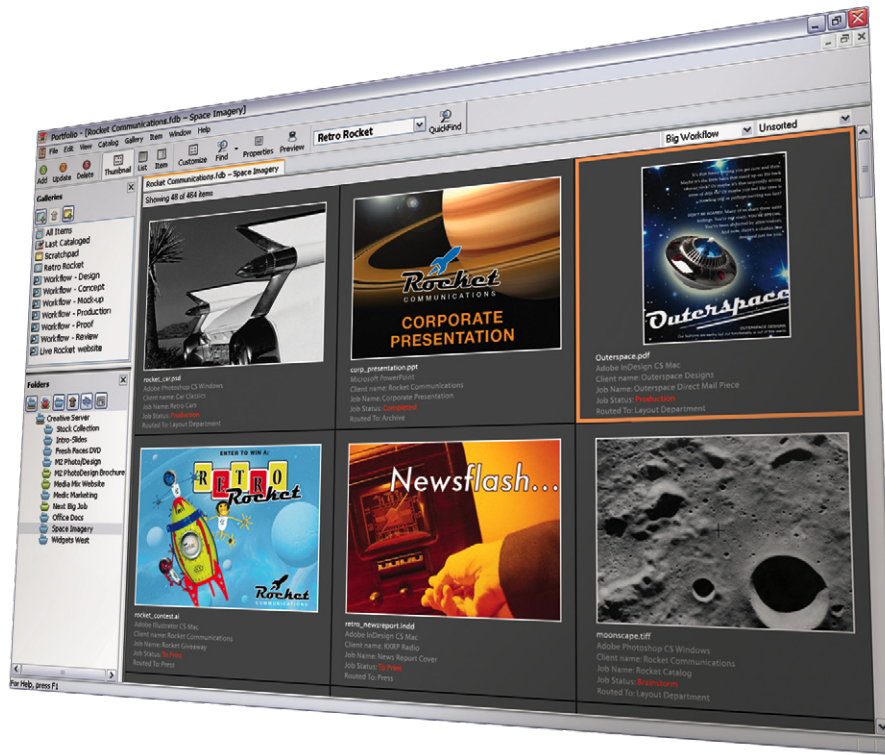 Portfolio - [Rocket Communications.fdb – Space Imagery]
File Edit View Catalog Gallery Item Window Help
Add Update Delete Thumbnail List Item Customize Find Properties Preview Retro Rocket QuickFind
Big Workflow Unsorted
Galleries
All Items
Last Cataloged
Scratchpad
Retro Rocket
Workflow - Design
Workflow - Concept
Workflow - Mock-up
Workflow - Production
Workflow - Proof
Workflow - Review
Live Rocket website
Folders
Creative Server
Stock Collection
Intro-Slides
Fresh Faces DVD
M2 Photo/Design
M2 PhotoDesign Brochure
Media Mix Website
Medic Marketing
Next Big Job
Office Docs
Space Imagery
Widgets West
For Help, press F1
Rocket Communications.fdb – Space Imagery
Showing 48 of 464 items
rocket_car.psd
Adobe Photoshop CS Windows
Client name: Car Classics
Job Name: Retro Cars
Job Status: Production
Routed To: Layout Department
Rocket
COMMUNICATIONS
CORPORATE
PRESENTATION
corp_presentation.ppt
Microsoft PowerPoint
Client name: Rocket Communications
Job Name: Corporate Presentation
Job Status: Completed
Routed To: Archive
Outerspace
OUTERSPACE DESIGNS
Outerspace.pdf
Adobe InDesign CS Mac
Client name: Outerspace Designs
Job Name: Outerspace Direct Mail Piece
Job Status: Production
Routed To: Layout Department
ENTER TO WIN A:
RETRO
Rocket
Rocket
COMMUNICATIONS
rocket_contest.ai
Adobe Illustrator CS Mac
Client name: Rocket Communications
Job Name: Rocket Giveaway
Job Status: To Print
Routed To: Press
Newsflash...
retro_newsreport.indd
Adobe InDesign CS Mac
Client name: KXRP Radio
Job Name: News Report Cover
Job Status: To Print
Routed To: Press
moonscape.tiff
Adobe Photoshop CS Windows
Client name: Rocket Communications
Job Name: Rocket Catalog
Job Status: Brainstorm
Routed To: Layout Department